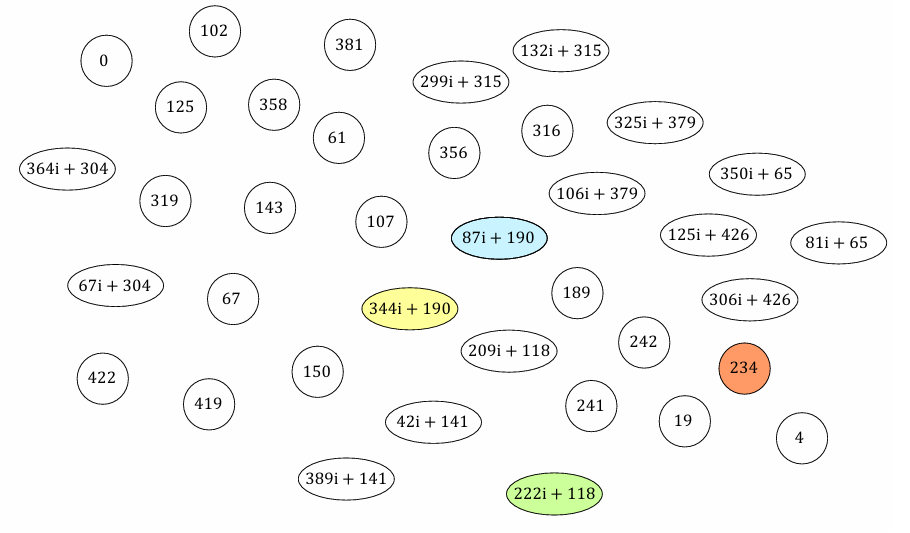 102
381
132i + 315
0
299i + 315
125
358
325i + 379
61
316
356
364i + 304
350i + 65
106i + 379
319
143
107
87i + 190
125i + 426
81i + 65
67i + 304
67
189
306i + 426
344i + 190
242
209i + 118
234
150
422
419
241
42i + 141
19
4
389i + 141
222i + 118